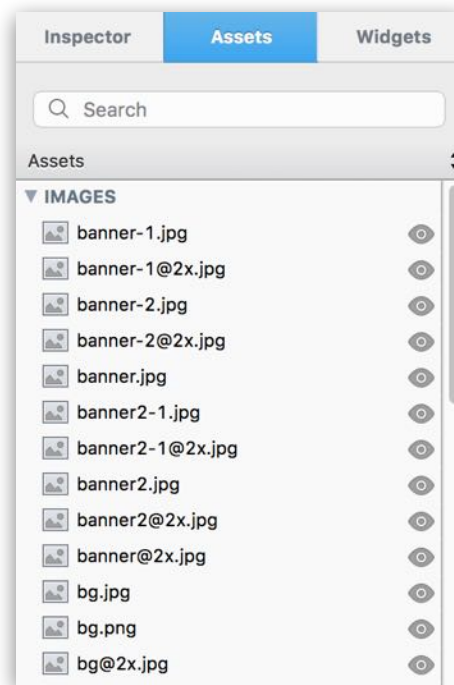 Inspector Assets Widgets
Search
Assets
IMAGES
banner-1.jpg
banner-1@2x.jpg
banner-2.jpg
banner-2@2x.jpg
banner.jpg
banner2-1.jpg
banner2-1@2x.jpg
banner2.jpg
banner2@2x.jpg
banner@2x.jpg
bg.jpg
bg.png
bg@2x.jpg